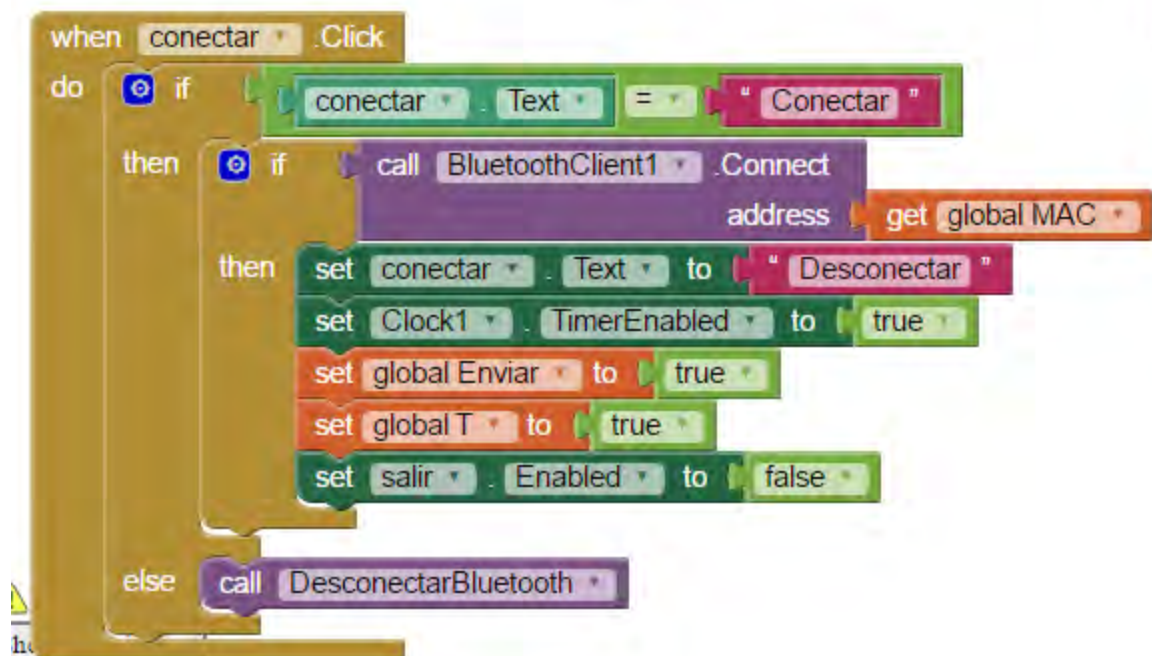 when conectar .Click
do if conectar . Text = " Conectar "
then if call BluetoothClient1 .Connect
address get global MAC
then set conectar . Text to " Desconectar "
set Clock1 . TimerEnabled to true
set global Enviar to true
set global T to true
set salir . Enabled to false
else call DesconectarBluetooth